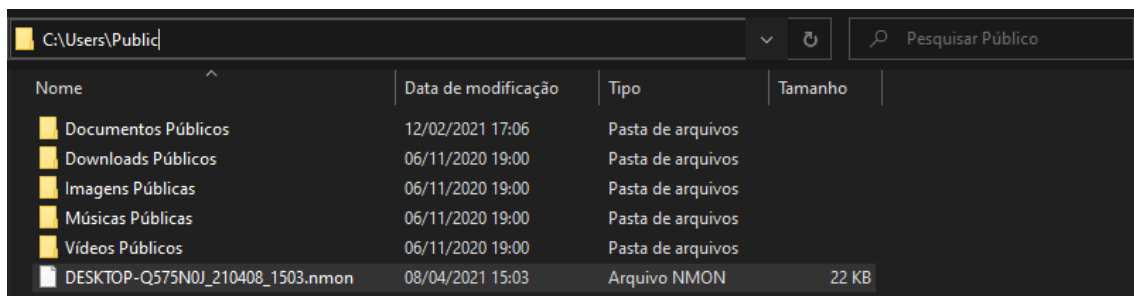 C:\Users\Public
Pesquisar Público
Nome Data de modificação Tipo Tamanho
Documentos Públicos 12/02/2021 17:06 Pasta de arquivos
Downloads Públicos 06/11/2020 19:00 Pasta de arquivos
Imagens Públicas 06/11/2020 19:00 Pasta de arquivos
Músicas Públicas 06/11/2020 19:00 Pasta de arquivos
Vídeos Públicos 06/11/2020 19:00 Pasta de arquivos
DESKTOP-Q575N0J_210408_1503.nmon 08/04/2021 15:03 Arquivo NMON 22 KB